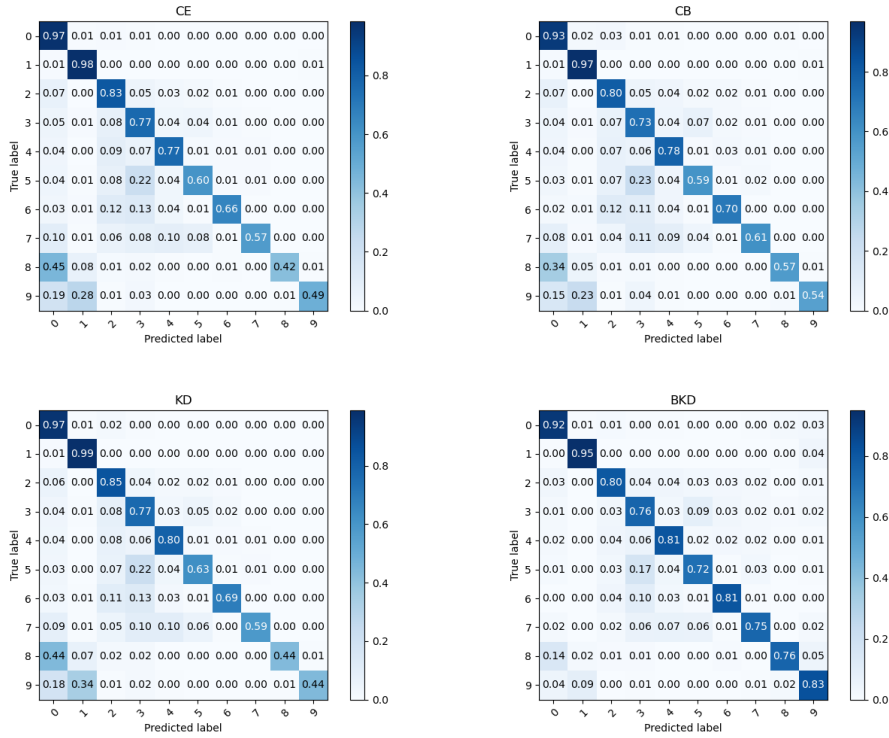 CE
0 0.97 0.01 0.01 0.01 0.00 0.00 0.00 0.00 0.00 0.00
1 0.01 0.98 0.00 0.00 0.00 0.00 0.00 0.00 0.00 0.01
2 0.07 0.00 0.83 0.05 0.03 0.02 0.01 0.00 0.00 0.00
3 0.05 0.01 0.08 0.77 0.04 0.04 0.01 0.00 0.00 0.00
4 0.04 0.00 0.09 0.07 0.77 0.01 0.01 0.00 0.00 0.00
5 0.04 0.01 0.08 0.22 0.04 0.60 0.01 0.01 0.00 0.00
6 0.03 0.01 0.12 0.13 0.04 0.01 0.66 0.00 0.00 0.00
7 0.10 0.01 0.06 0.08 0.10 0.08 0.01 0.57 0.00 0.00
8 0.45 0.08 0.01 0.02 0.00 0.00 0.00 0.00 0.42 0.01
9 0.19 0.28 0.01 0.03 0.00 0.00 0.00 0.00 0.01 0.49
0 1 2 3 4 5 6 7 8 9
True label
Predicted label
0.8
0.6
0.4
0.2
0.0
CB
0 0.93 0.02 0.03 0.01 0.00 0.00 0.00 0.00 0.01 0.00
1 0.01 0.97 0.00 0.00 0.00 0.00 0.00 0.00 0.00 0.01
2 0.07 0.00 0.80 0.05 0.04 0.02 0.02 0.01 0.00 0.00
3 0.04 0.01 0.07 0.73 0.04 0.07 0.02 0.01 0.00 0.00
4 0.04 0.00 0.07 0.06 0.78 0.01 0.03 0.01 0.00 0.00
5 0.03 0.01 0.07 0.23 0.04 0.59 0.01 0.02 0.00 0.00
6 0.02 0.01 0.12 0.11 0.04 0.01 0.70 0.00 0.00 0.00
7 0.08 0.01 0.04 0.11 0.09 0.04 0.01 0.61 0.00 0.00
8 0.34 0.05 0.01 0.01 0.00 0.00 0.00 0.00 0.57 0.01
9 0.15 0.23 0.01 0.04 0.01 0.00 0.00 0.00 0.01 0.54
0 1 2 3 4 5 6 7 8 9
True label
Predicted label
0.8
0.6
0.4
0.2
0.0
KD
0 0.97 0.01 0.02 0.00 0.00 0.00 0.00 0.00 0.00 0.00
1 0.01 0.99 0.00 0.00 0.00 0.00 0.00 0.00 0.00 0.00
2 0.06 0.00 0.85 0.04 0.03 0.02 0.01 0.00 0.00 0.00
3 0.04 0.01 0.08 0.77 0.03 0.05 0.02 0.00 0.00 0.00
4 0.04 0.00 0.08 0.06 0.80 0.01 0.01 0.00 0.00 0.00
5 0.03 0.00 0.07 0.22 0.04 0.63 0.01 0.01 0.00 0.00
6 0.03 0.01 0.11 0.13 0.03 0.01 0.69 0.00 0.00 0.00
7 0.09 0.01 0.05 0.10 0.10 0.06 0.00 0.59 0.00 0.00
8 0.44 0.07 0.02 0.02 0.00 0.00 0.00 0.00 0.44 0.01
9 0.18 0.34 0.01 0.02 0.00 0.00 0.00 0.00 0.01 0.44
0 1 2 3 4 5 6 7 8 9
True label
Predicted label
0.8
0.6
0.4
0.2
0.0
BKD
0 0.92 0.01 0.01 0.00 0.00 0.00 0.00 0.00 0.02 0.03
1 0.00 0.95 0.00 0.00 0.00 0.00 0.00 0.00 0.00 0.04
2 0.03 0.00 0.80 0.04 0.04 0.03 0.03 0.02 0.01 0.00
3 0.01 0.00 0.03 0.76 0.03 0.09 0.03 0.02 0.01 0.01
4 0.02 0.00 0.04 0.06 0.81 0.02 0.02 0.02 0.01 0.00
5 0.00 0.00 0.03 0.17 0.04 0.72 0.01 0.03 0.00 0.01
6 0.00 0.00 0.04 0.10 0.03 0.01 0.81 0.00 0.00 0.00
7 0.02 0.00 0.02 0.06 0.07 0.06 0.00 0.75 0.00 0.01
8 0.14 0.02 0.01 0.01 0.00 0.00 0.00 0.00 0.76 0.05
9 0.04 0.09 0.00 0.01 0.00 0.00 0.00 0.00 0.02 0.83
0 1 2 3 4 5 6 7 8 9
True label
Predicted label
0.8
0.6
0.4
0.2
0.0